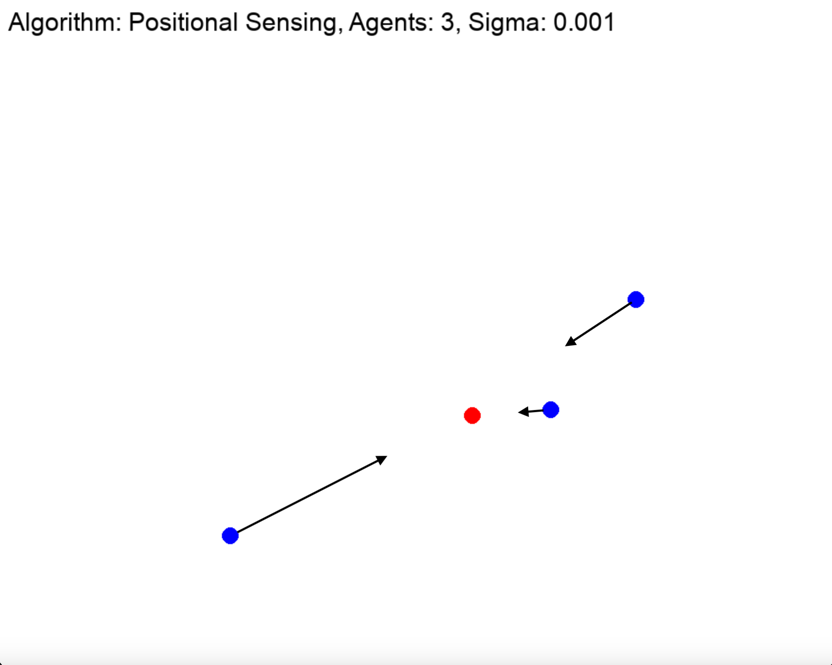 Algorithm: Positional Sensing, Agents: 3, Sigma: 0.001